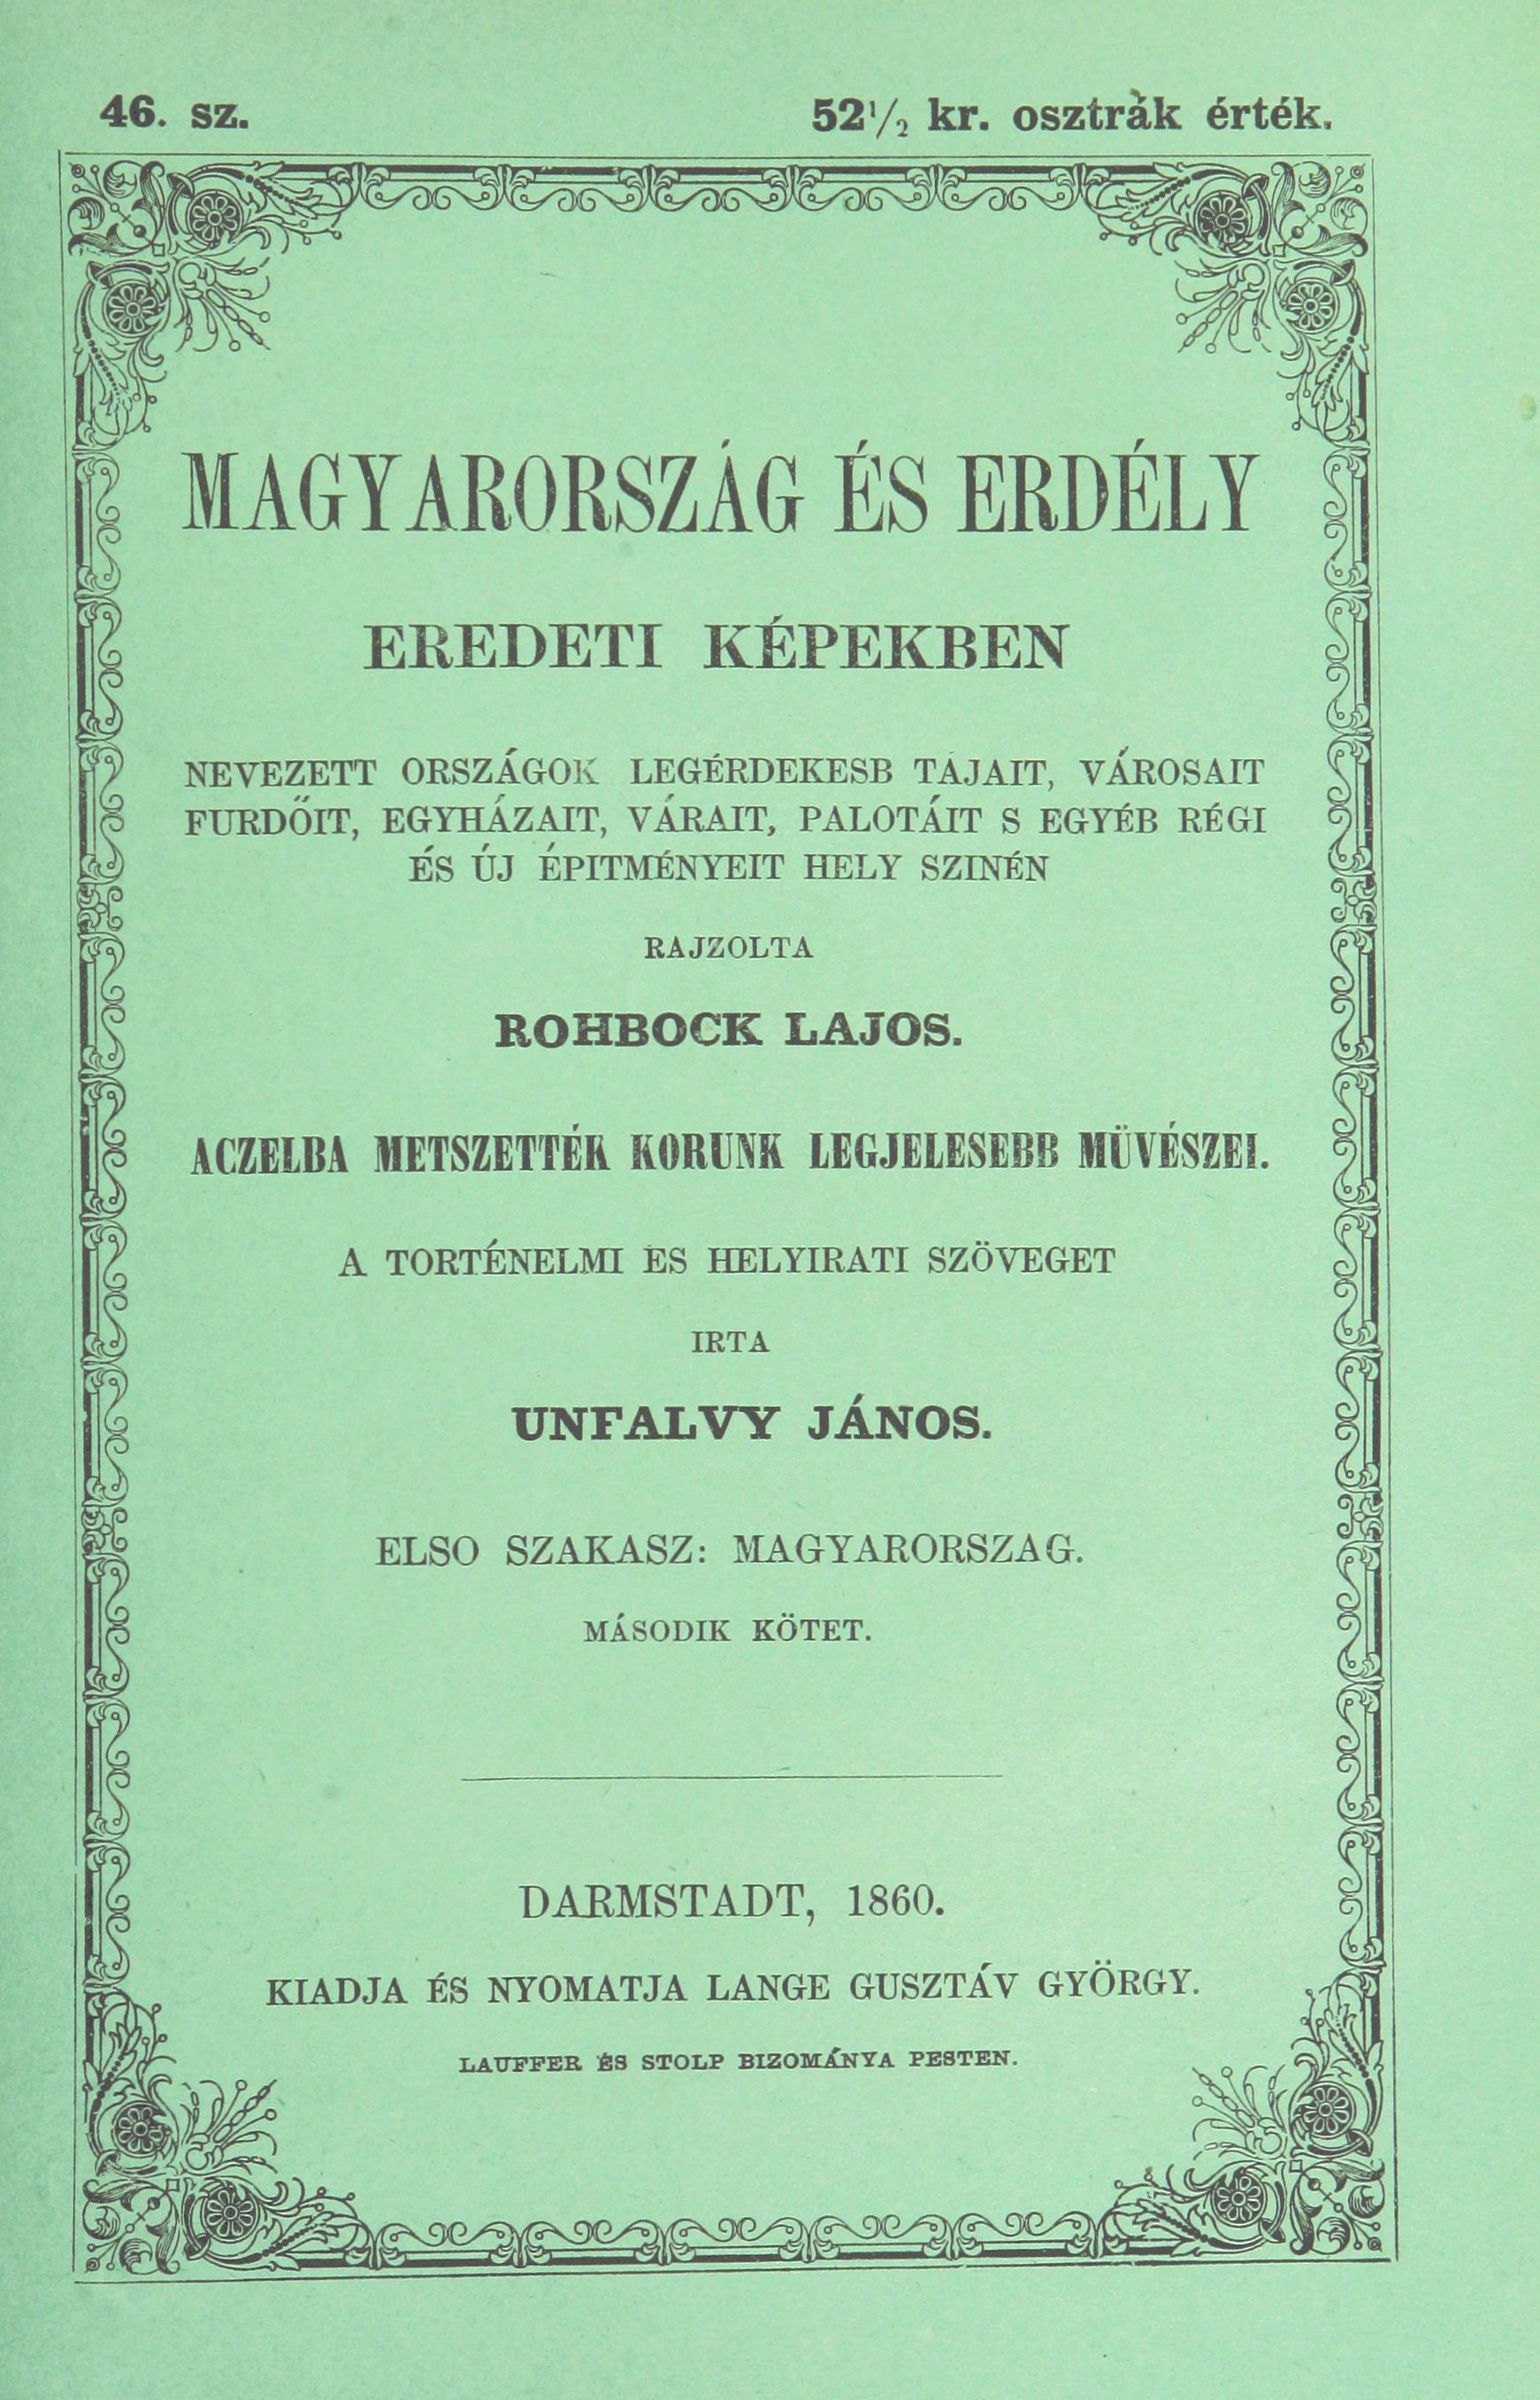 46. sz.
52 1/2 kr. osztràk érték.
MAGYARORSZÁG ÉS ERDÉLY
EREDETI KÉPEKBEN
NEVEZETT ORSZÁGOK LEGÉRDEKESB TÁJAIT, VÁROSAIT
FURDŐIT, EGYHÁZAIT, VÁRAIT, PALOTÁIT S EGYÉB RÉGI
ÉS ÚJ ÉPITMÉNYEIT HELY SZINÉN
RAJZOLTA
ROHBOCK LAJOS.
ACZELBA METSZETTÉK KORUNK LEGJELESEBB MÜVÉSZEI.
A TORTÉNELMI ÉS HELYIRATI SZÖVEGET
IRTA
UNFALVY JÁNOS.
ELSO SZAKASZ: MAGYARORSZAG.
MÁSODIK KÖTET.
DARMSTADT, 1860.
KIADJA ÉS NYOMATJA LANGE GUSZTÁV GYÖRGY.
LAUFFER ÉS STOLP BIZOMÁNYA PESTEN.